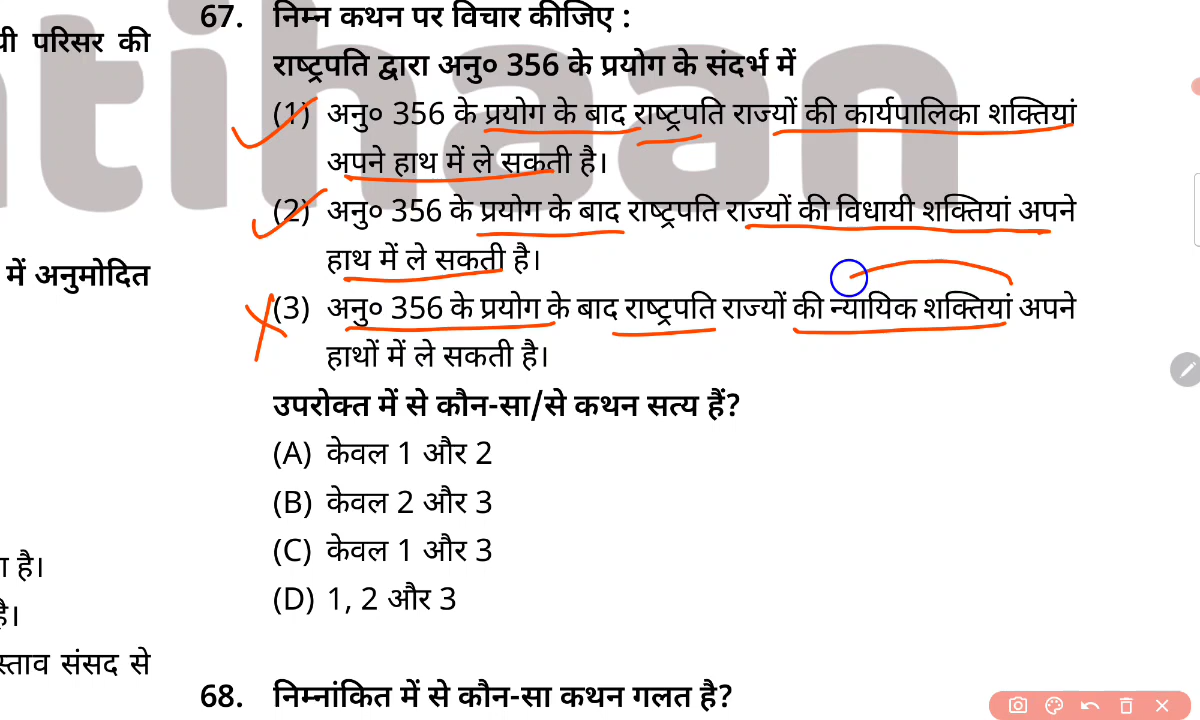 यी परिसर की
में अनुमोदित
ा है।
है।
स्ताव संसद से
67. निम्न कथन पर विचार कीजिए :
राष्ट्रपति द्वारा अनु० 356 के प्रयोग के संदर्भ में
(1) अनु० 356 के प्रयोग के बाद राष्ट्रपति राज्यों की कार्यपालिका शक्तियां
अपने हाथ में ले सकती है।
(2) अनु० 356 के प्रयोग के बाद राष्ट्रपति राज्यों की विधायी शक्तियां अपने
हाथ में ले सकती है।
(3) अनु० 356 के प्रयोग के बाद राष्ट्रपति राज्यों की न्यायिक शक्तियां अपने
हाथों में ले सकती है।
उपरोक्त में से कौन-सा/से कथन सत्य हैं?
(A) केवल 1 और 2
(B) केवल 2 और 3
(C) केवल 1 और 3
(D) 1, 2 और 3
68. निम्नांकित में से कौन-सा कथन गलत है?
tihaan